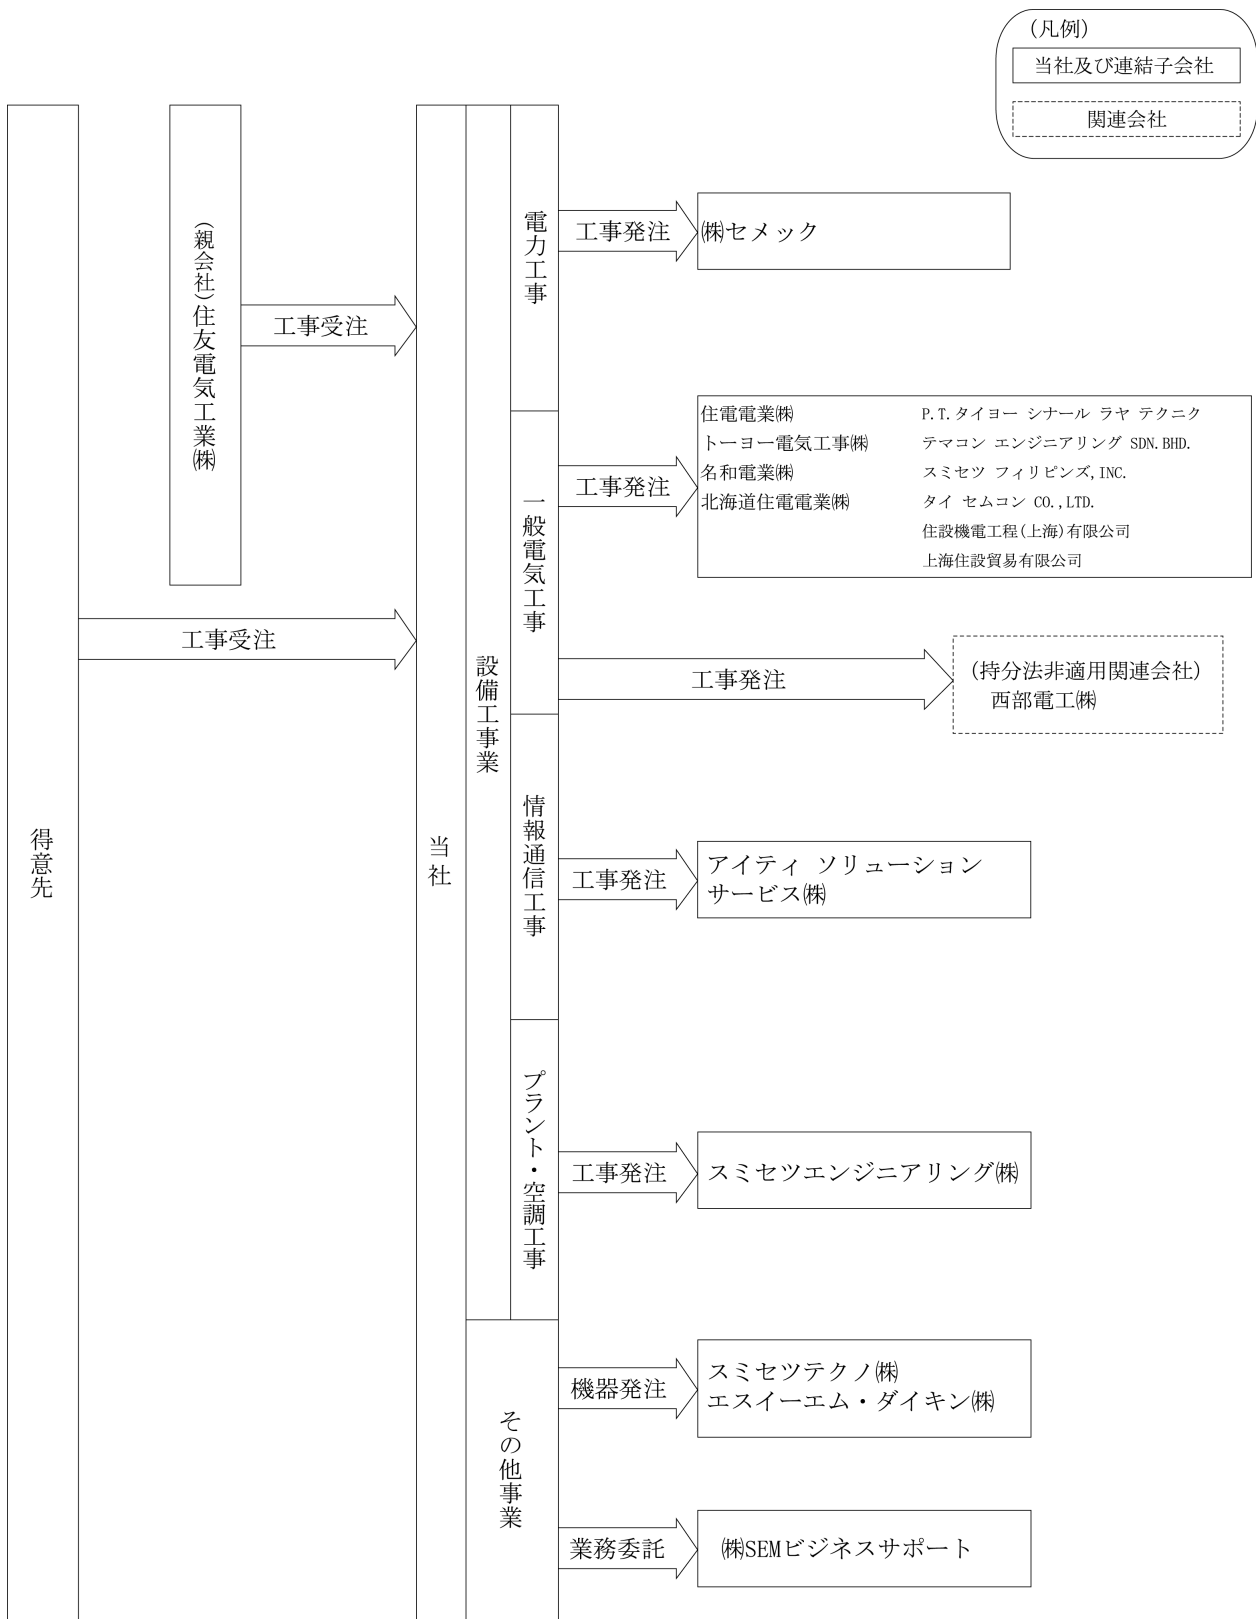 (凡例)
当社及び連結子会社
関連会社
得意先
(親会社)住友電気工業㈱
工事受注
工事受注
当社
設備工事業
電力工事
工事発注
㈱セメック
一般電気工事
工事発注
住電電業㈱
トーヨー電気工事㈱
名和電業㈱
北海道住電電業㈱
P.T.タイヨー シナール ラヤ テクニク
テマコン エンジニアリング SDN.BHD.
スミセツ フィリピンズ,INC.
タイ セムコン CO.,LTD.
住設機電工程(上海)有限公司
上海住設貿易有限公司
工事発注
(持分法非適用関連会社)
西部電工㈱
情報通信工事
工事発注
アイティ ソリューション
サービス㈱
プラント・空調工事
工事発注
スミセツエンジニアリング㈱
その他事業
機器発注
スミセツテクノ㈱
エスイーエム・ダイキン㈱
業務委託
㈱SEMビジネスサポート